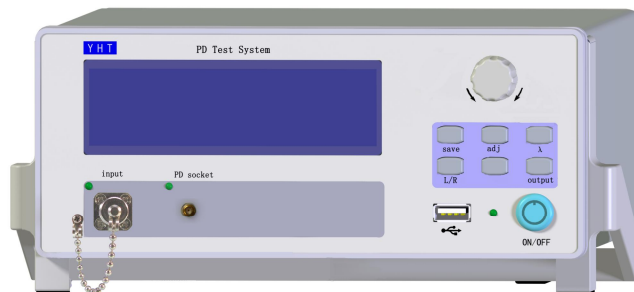 YHT
PD Test System
input
PD socket
save
adj
λ
L/R
output
ON/OFF